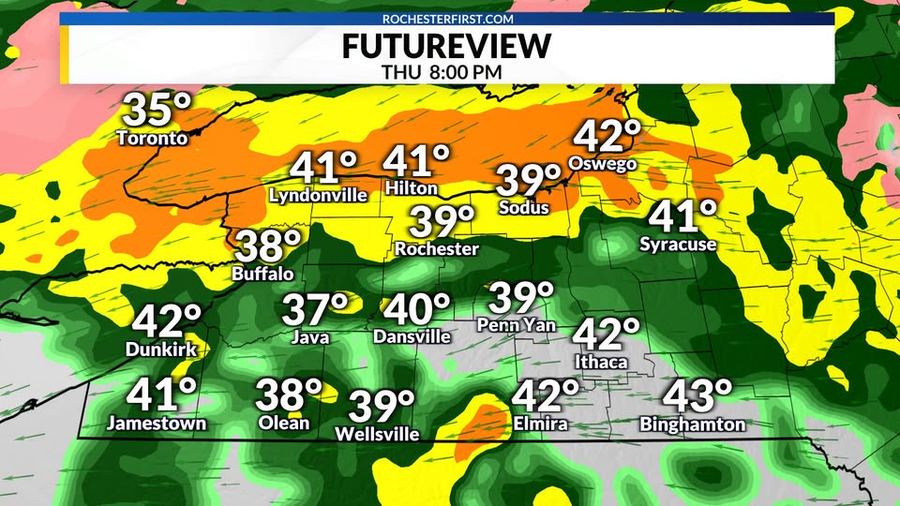 ROCHESTERFIRST.COM
FUTUREVIEW
THU 8:00 PM
35°
Toronto
42°
Oswego
41°
Lyndonville
41°
Hilton
39°
Sodus
41°
Syracuse
39°
Rochester
38°
Buffalo
42°
Dunkirk
37°
Java
40°
Dansville
39°
Penn Yan
42°
Ithaca
41°
Jamestown
38°
Olean
39°
Wellsville
42°
Elmira
43°
Binghamton